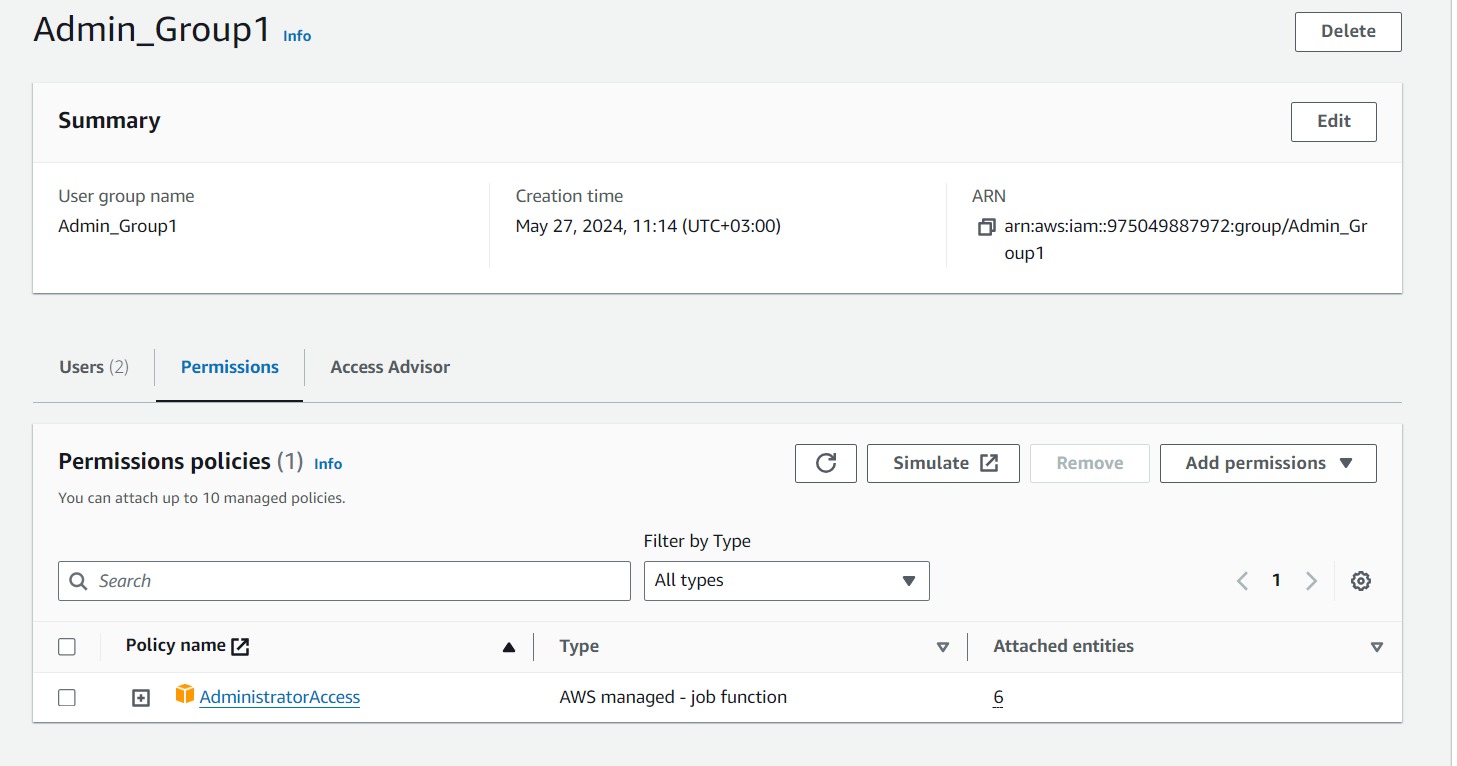 Admin_Group1 Info
Delete
Summary
Edit
User group name
Admin_Group1
Creation time
May 27, 2024, 11:14 (UTC+03:00)
ARN
arn:aws:iam::975049887972:group/Admin_Gr
oup1
Users (2)
Permissions
Access Advisor
Permissions policies (1) Info
Simulate
Remove
Add permissions
You can attach up to 10 managed policies.
Filter by Type
Search
All types
1
Policy name
Type
Attached entities
AdministratorAccess
AWS managed - job function
6